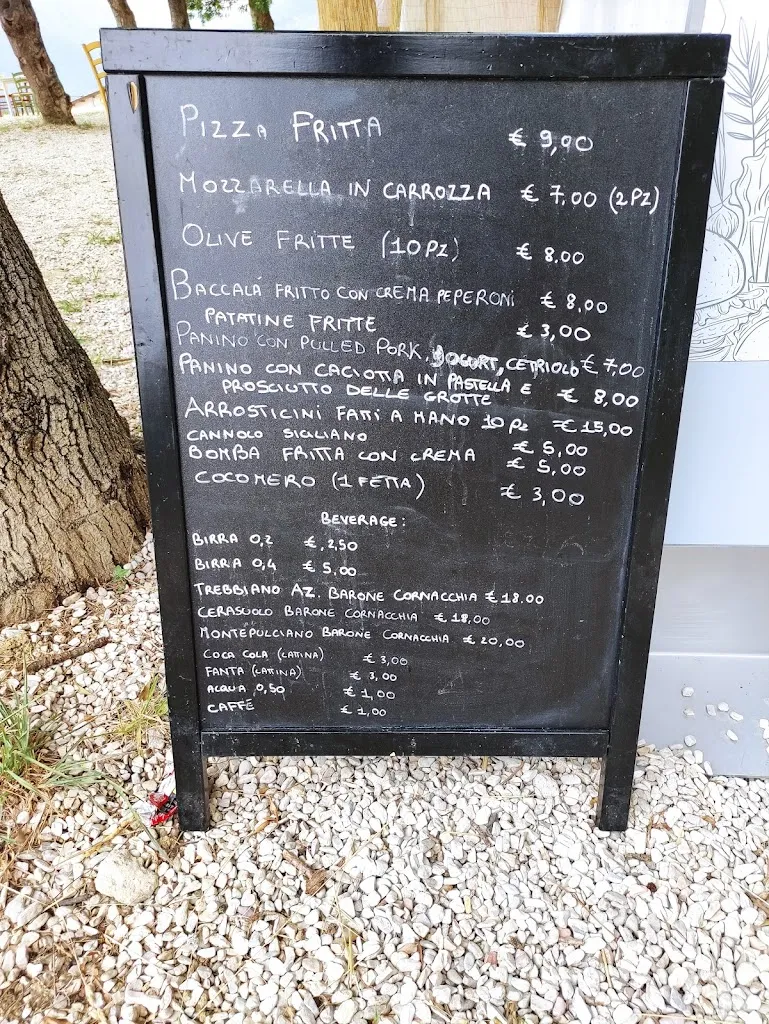 PIZZA FRITTA € 9,90
MOZZARELLA IN CARROZZA € 7,00 (2PZ)
OLIVE FRITTE (10PZ) € 8.00
BACCALÁ FRITTO CON CREMA PEPERONI € 8,00
PATATINE FRITTE € 3,00
PANINO CON PULLED PORK, YOGURT, CETRIOLO € 7,00
PANINO CON CACIOTTA IN PASTELLA E
PROSCIUTTO DELLE GROTTE € 8,00
ARROSTICINI FATTI A MANO 10 PZ € 15,00
CANNOLO SICILIANO € 5,00
BOMBA FRITTA CON CREMA € 5,00
COCOMERO (1 FETTA) € 3,00
BEVERAGE:
BIRRA 0,2 €,2,50
BIRRA 0,4 € 5,00
TREBBIANO AZ. BARONE CORNACCHIA € 18.00
CERASUOLO BARONE CORNACCHIA € 18,00
MONTEPULCIANO BARONE CORNACCHIA € 20,00
COCA COLA (LATTINA) € 3,00
FANTA (LATTINA) € 3,00
ACQUA 0,50 € 1,00
CAFFÈ € 1,00